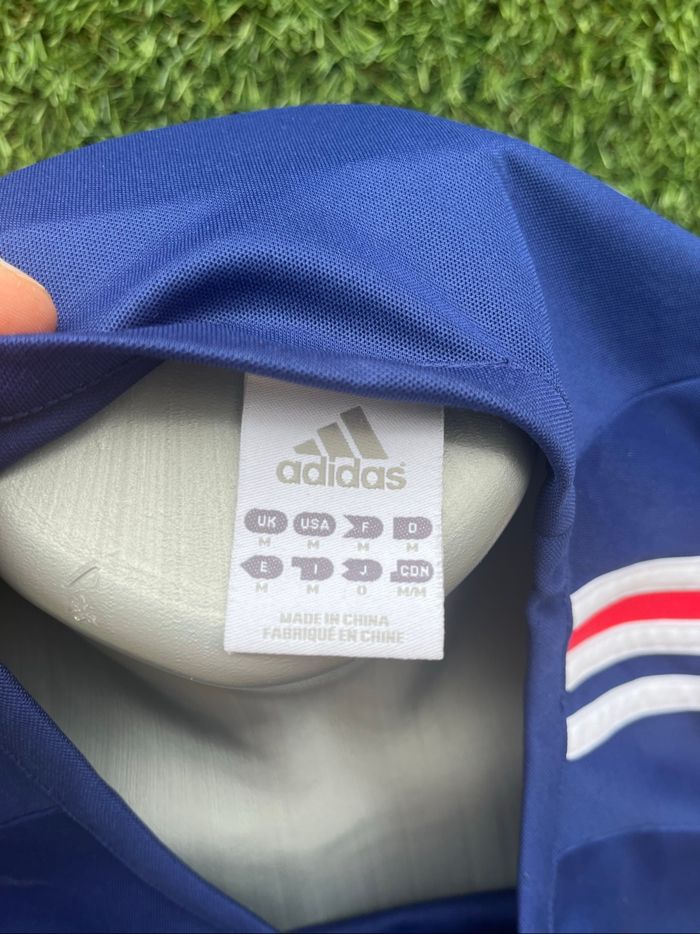 adidas
UK USA F D
M M M M
E I J CDN
M M O M/M
MADE IN CHINA
FABRIQUÉ EN CHINE